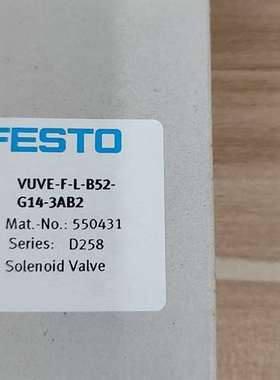 FESTO
VUVE-F-L-B52-
G14-3AB2
Mat.-No.: 550431
Series: D258
Solenoid Valve